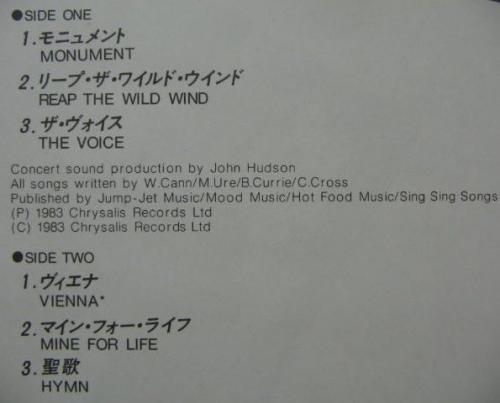 ●SIDE ONE
1.モニュメント
MONUMENT
2.リープ・ザ・ワイルド・ウインド
REAP THE WILD WIND
3.ザ・ヴォイス
THE VOICE
Concert sound production by John Hudson
All songs written by W.Cann/M.Ure/B.Currie/C.Cross
Published by Jump-Jet Music/Mood Music/Hot Food Music/Sing Sing Songs
(P) 1983 Chrysalis Records Ltd
(C) 1983 Chrysalis Records Ltd
●SIDE TWO
1.ヴィエナ
VIENNA*
2.マイン・フォー・ライフ
MINE FOR LIFE
3.聖歌
HYMN